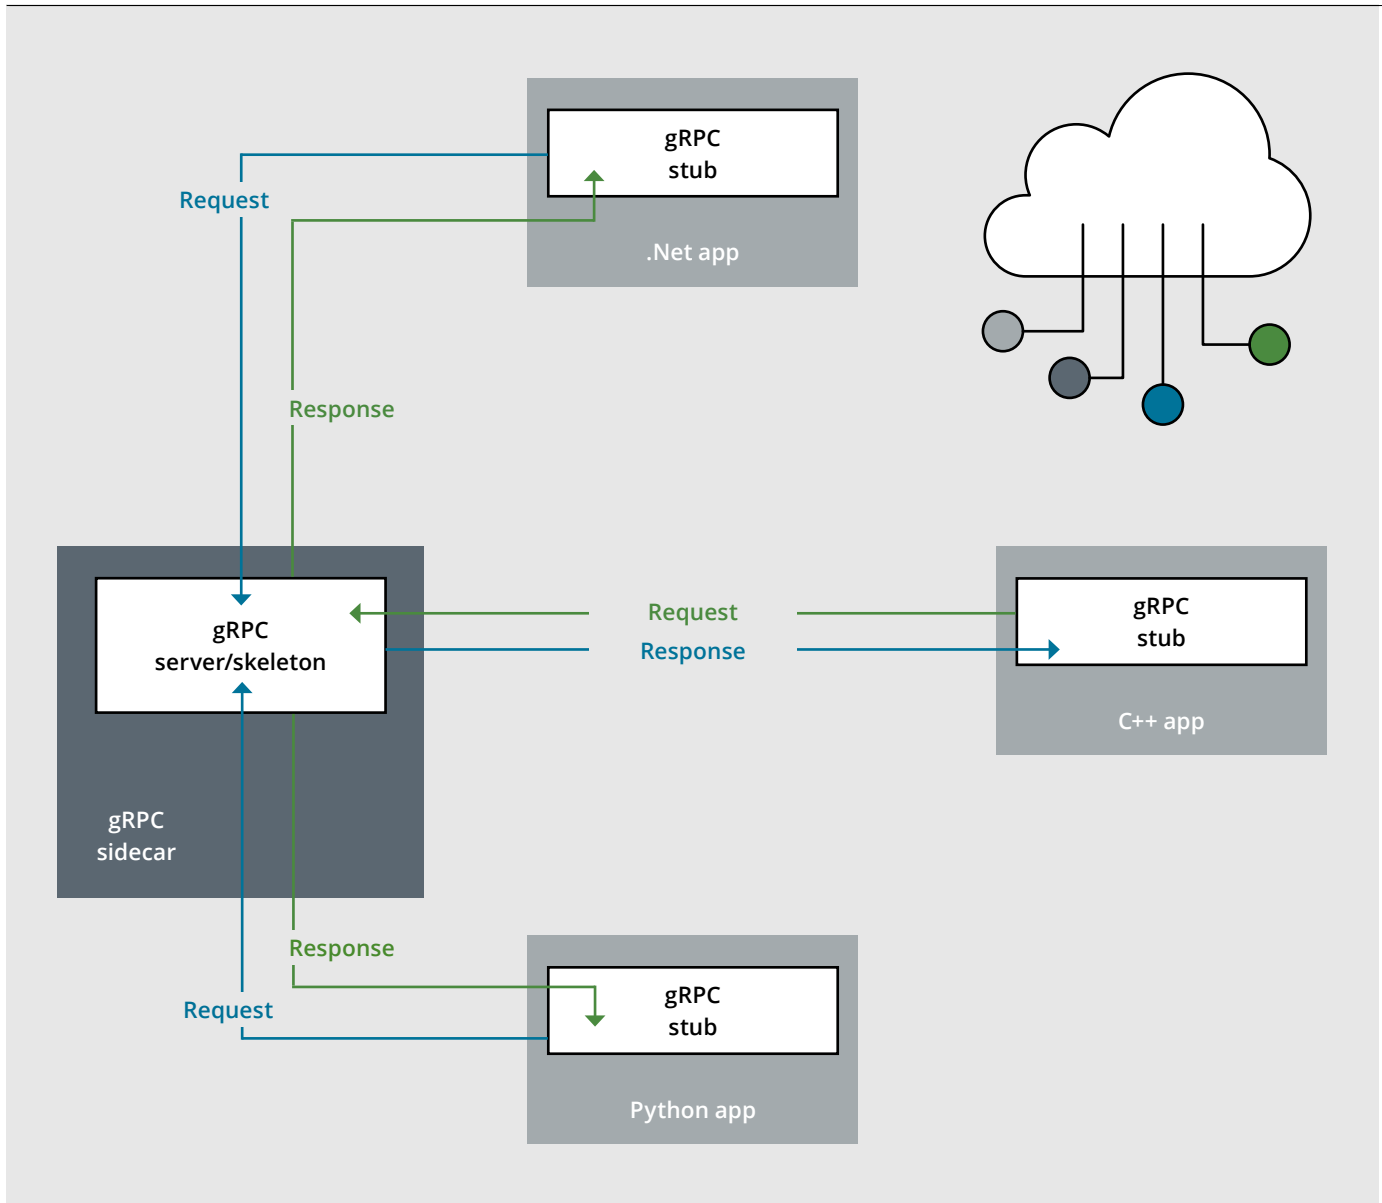 gRPC
stub
.Net app
Request
Response
gRPC
server/skeleton
gRPC
sidecar
Request
Response
gRPC
stub
C++ app
Response
Request
gRPC
stub
Python app